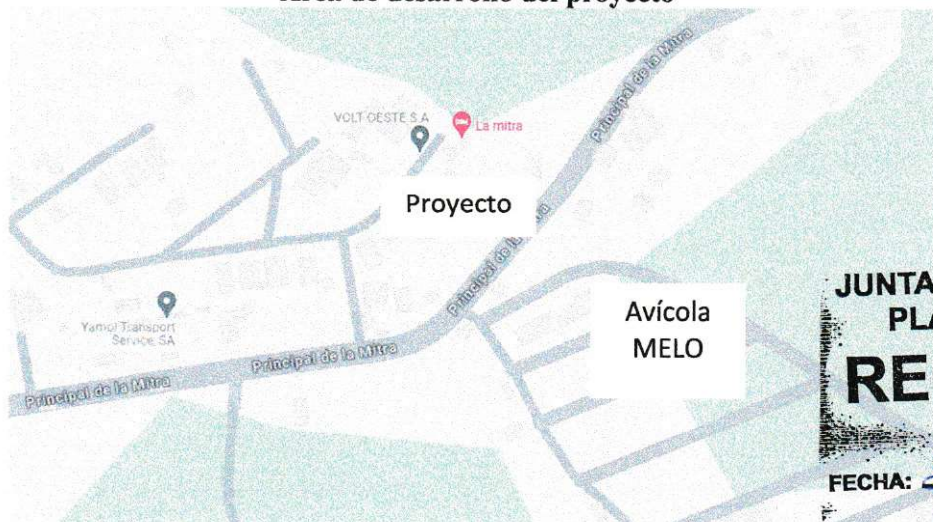 Área de desarrollo del proyecto
Principal de la Mitra
VOLT OESTE S.A
La mitra
Proyecto
Principal de la Mitra
Avícola
MELO
Yamol Transport
Service, SA
Principal de la Mitra
Principal de la Mitra
JUNTA
PLA
RE
FECHA: